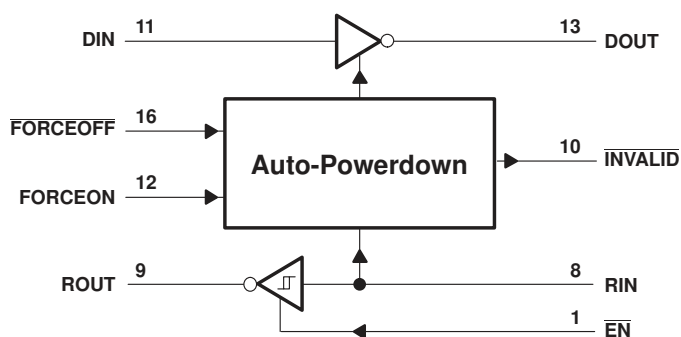 DIN 11 13 DOUT
FORCEOFF 16
Auto-Powerdown
10 INVALID
FORCEON 12
ROUT 9 8 RIN
1 EN